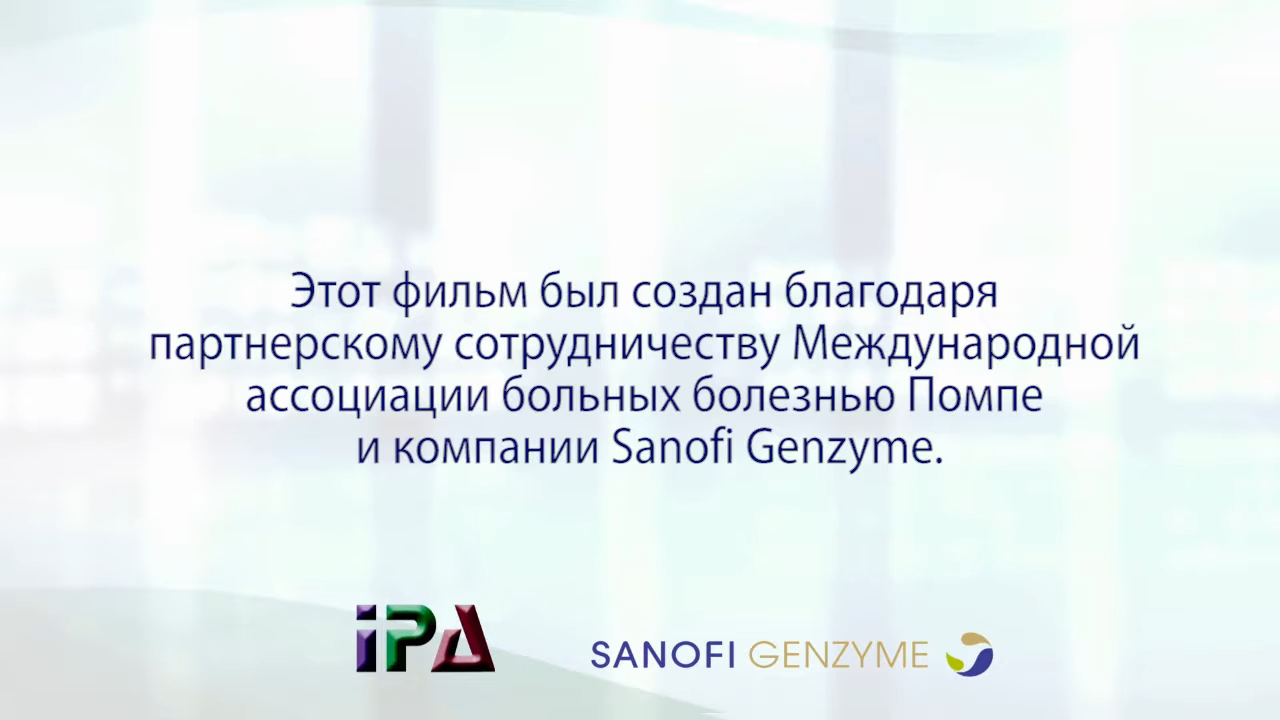 Этот фильм был создан благодаря
партнерскому сотрудничеству Международной
ассоциации больных болезнью Помпе
и компании Sanofi Genzyme.
iPA
SANOFI GENZYME